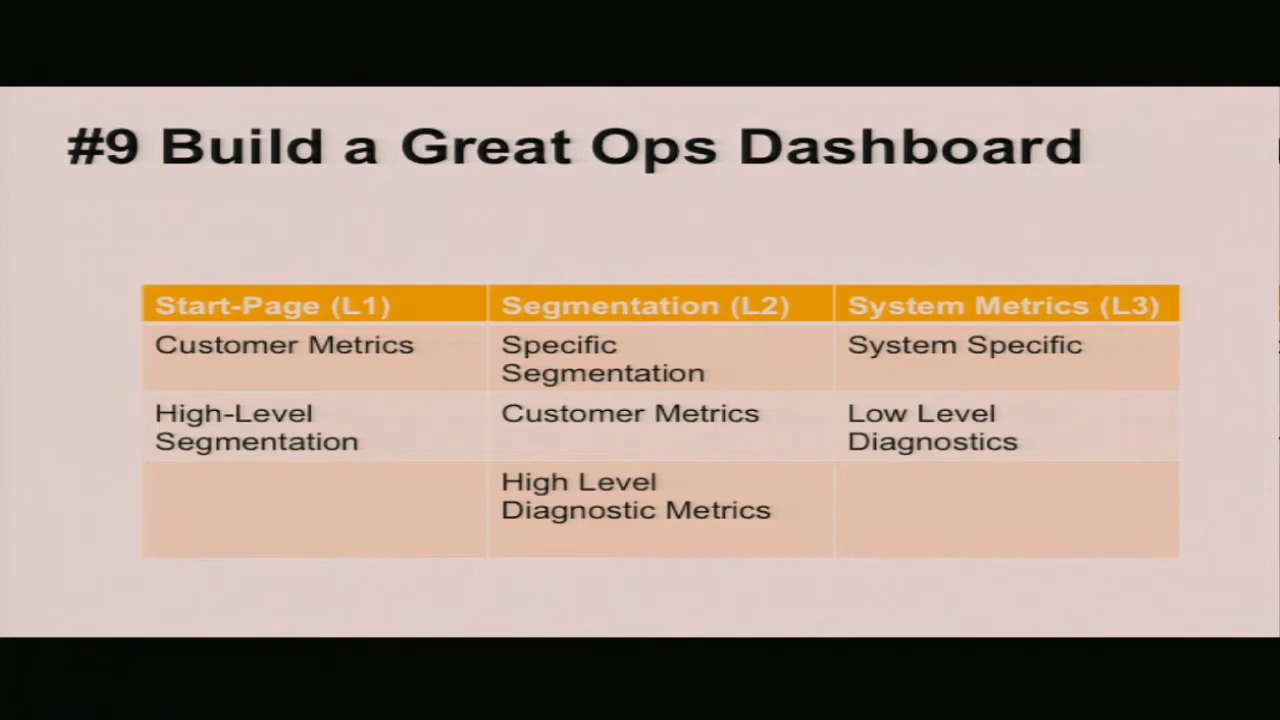 #9 Build a Great Ops Dashboard
Start-Page (L1)
Segmentation (L2)
System Metrics (L3)
Customer Metrics
Specific
Segmentation
System Specific
High-Level
Segmentation
Customer Metrics
Low Level
Diagnostics
High Level
Diagnostic Metrics